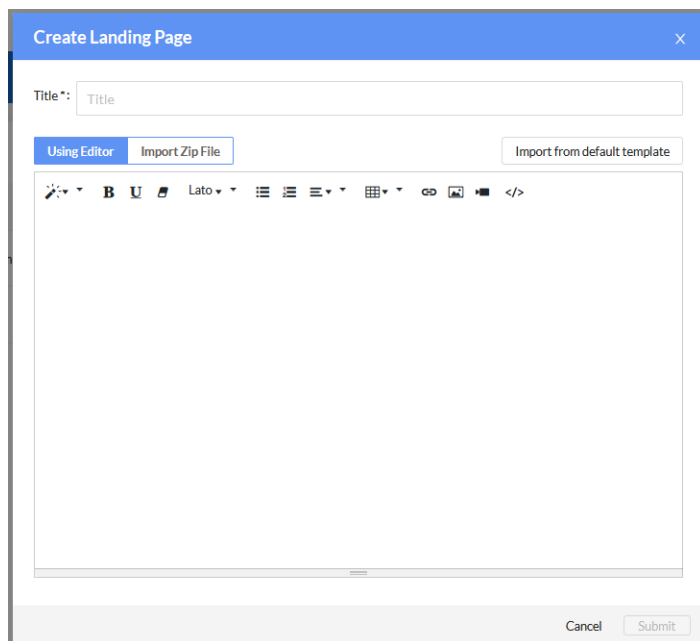 Create Landing Page X
Title*: Title
Using Editor Import Zip File Import from default template
B U Lato </>
Cancel Submit